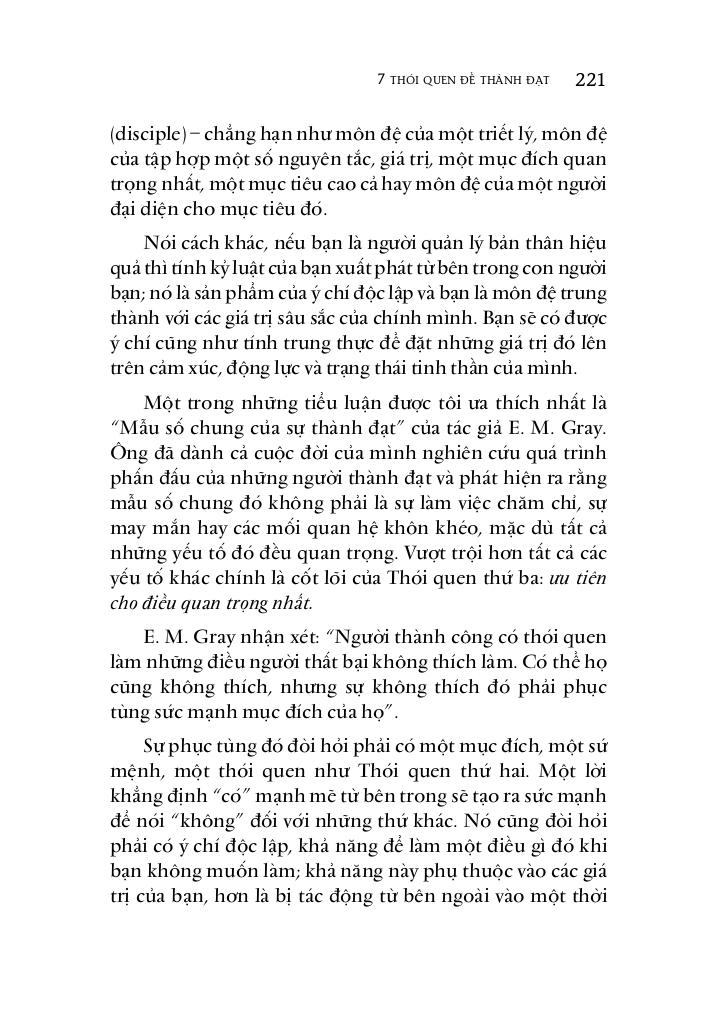 7 THÓI QUEN ĐỂ THÀNH ĐẠT 221
(disciple) – chẳng hạn như môn đệ của một triết lý, môn đệ
của tập hợp một số nguyên tắc, giá trị, một mục đích quan
trọng nhất, một mục tiêu cao cả hay môn đệ của một người
đại diện cho mục tiêu đó.
Nói cách khác, nếu bạn là người quản lý bản thân hiệu
quả thì tính kỷ luật của bạn xuất phát từ bên trong con người
bạn; nó là sản phẩm của ý chí độc lập và bạn là môn đệ trung
thành với các giá trị sâu sắc của chính mình. Bạn sẽ có được
ý chí cũng như tính trung thực để đặt những giá trị đó lên
trên cảm xúc, động lực và trạng thái tinh thần của mình.
Một trong những tiểu luận được tôi ưa thích nhất là
“Mẫu số chung của sự thành đạt” của tác giả E. M. Gray.
Ông đã dành cả cuộc đời của mình nghiên cứu quá trình
phấn đấu của những người thành đạt và phát hiện ra rằng
mẫu số chung đó không phải là sự làm việc chăm chỉ, sự
may mắn hay các mối quan hệ khôn khéo, mặc dù tất cả
những yếu tố đó đều quan trọng. Vượt trội hơn tất cả các
yếu tố khác chính là cốt lõi của Thói quen thứ ba: ưu tiên
cho điều quan trọng nhất.
E. M. Gray nhận xét: “Người thành công có thói quen
làm những điều người thất bại không thích làm. Có thể họ
cũng không thích, nhưng sự không thích đó phải phục
tùng sức mạnh mục đích của họ”.
Sự phục tùng đó đòi hỏi phải có một mục đích, một sứ
mệnh, một thói quen như Thói quen thứ hai. Một lời
khẳng định “có” mạnh mẽ từ bên trong sẽ tạo ra sức mạnh
để nói “không” đối với những thứ khác. Nó cũng đòi hỏi
phải có ý chí độc lập, khả năng để làm một điều gì đó khi
bạn không muốn làm; khả năng này phụ thuộc vào các giá
trị của bạn, hơn là bị tác động từ bên ngoài vào một thời